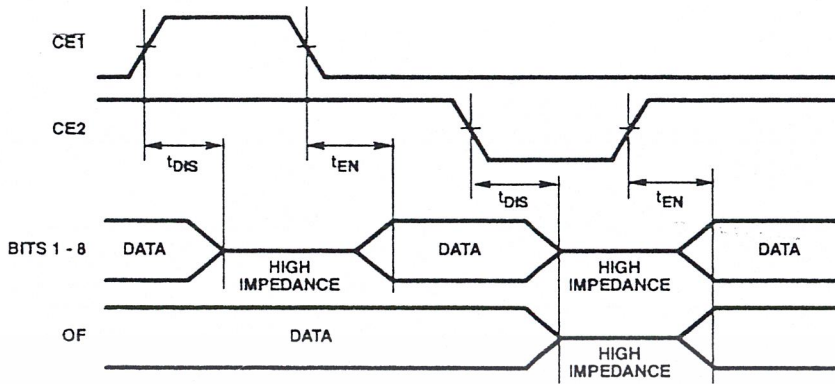 C̅E̅1̅
CE2
tDIS
tEN
tDIS
tEN
BITS 1 - 8
DATA
HIGH
IMPEDANCE
DATA
HIGH
IMPEDANCE
DATA
OF
DATA
HIGH
IMPEDANCE